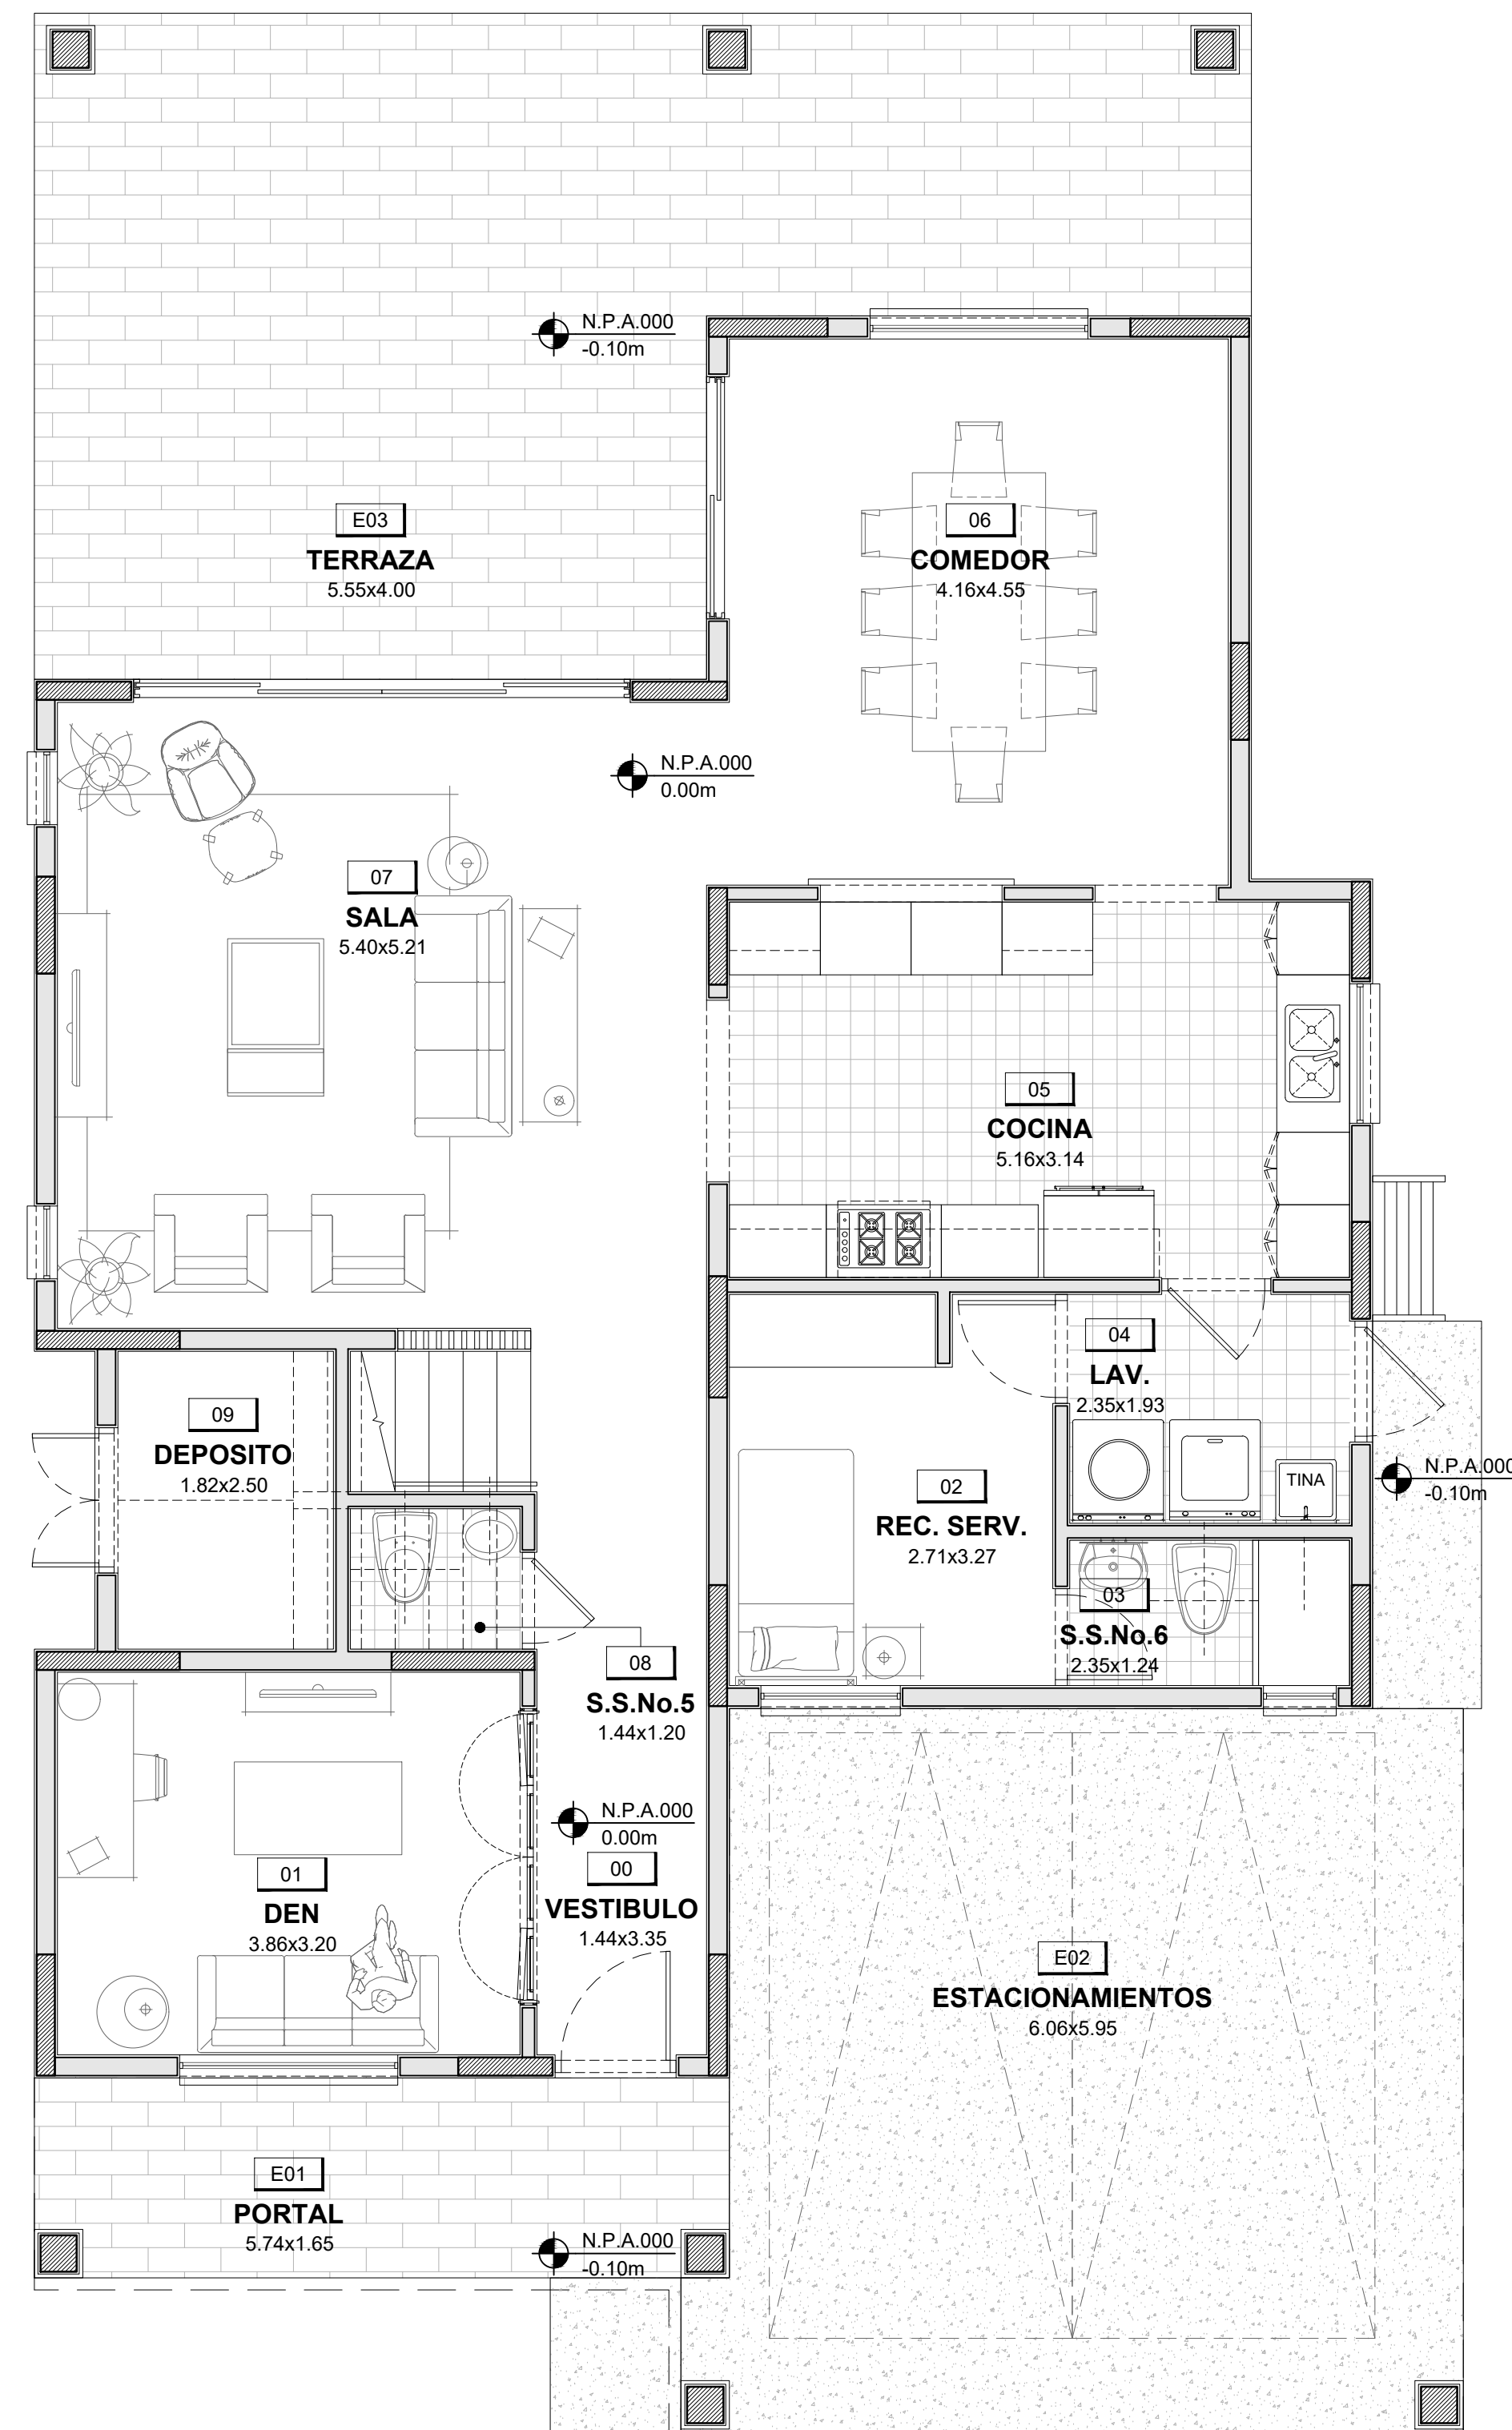 N.P.A.000
-0.10m
E03
TERRAZA
5.55x4.00
06
COMEDOR
4.16x4.55
N.P.A.000
0.00m
07
SALA
5.40x5.21
05
COCINA
5.16x3.14
04
LAV.
2.35x1.93
09
DEPOSITO
1.82x2.50
02
REC. SERV.
2.71x3.27
TINA
N.P.A.000
-0.10m
03
S.S.No.6
2.35x1.24
08
S.S.No.5
1.44x1.20
N.P.A.000
0.00m
01
DEN
3.86x3.20
00
VESTIBULO
1.44x3.35
E02
ESTACIONAMIENTOS
6.06x5.95
E01
PORTAL
5.74x1.65
N.P.A.000
-0.10m